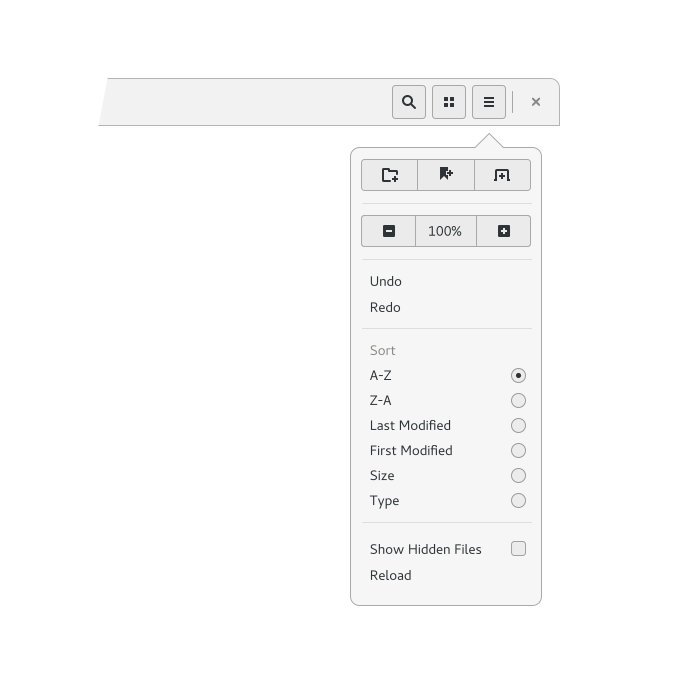 100%
Undo
Redo
Sort
A-Z
Z-A
Last Modified
First Modified
Size
Type
Show Hidden Files
Reload